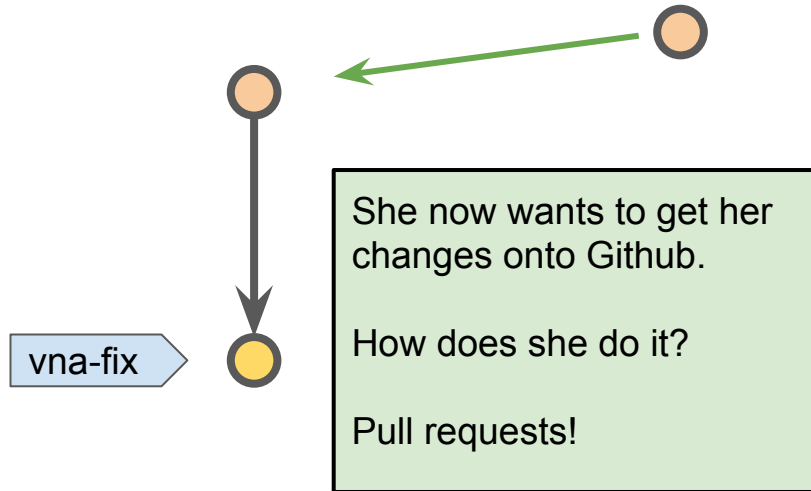 She now wants to get her
changes onto Github.
How does she do it?
vna-fix
Pull requests!